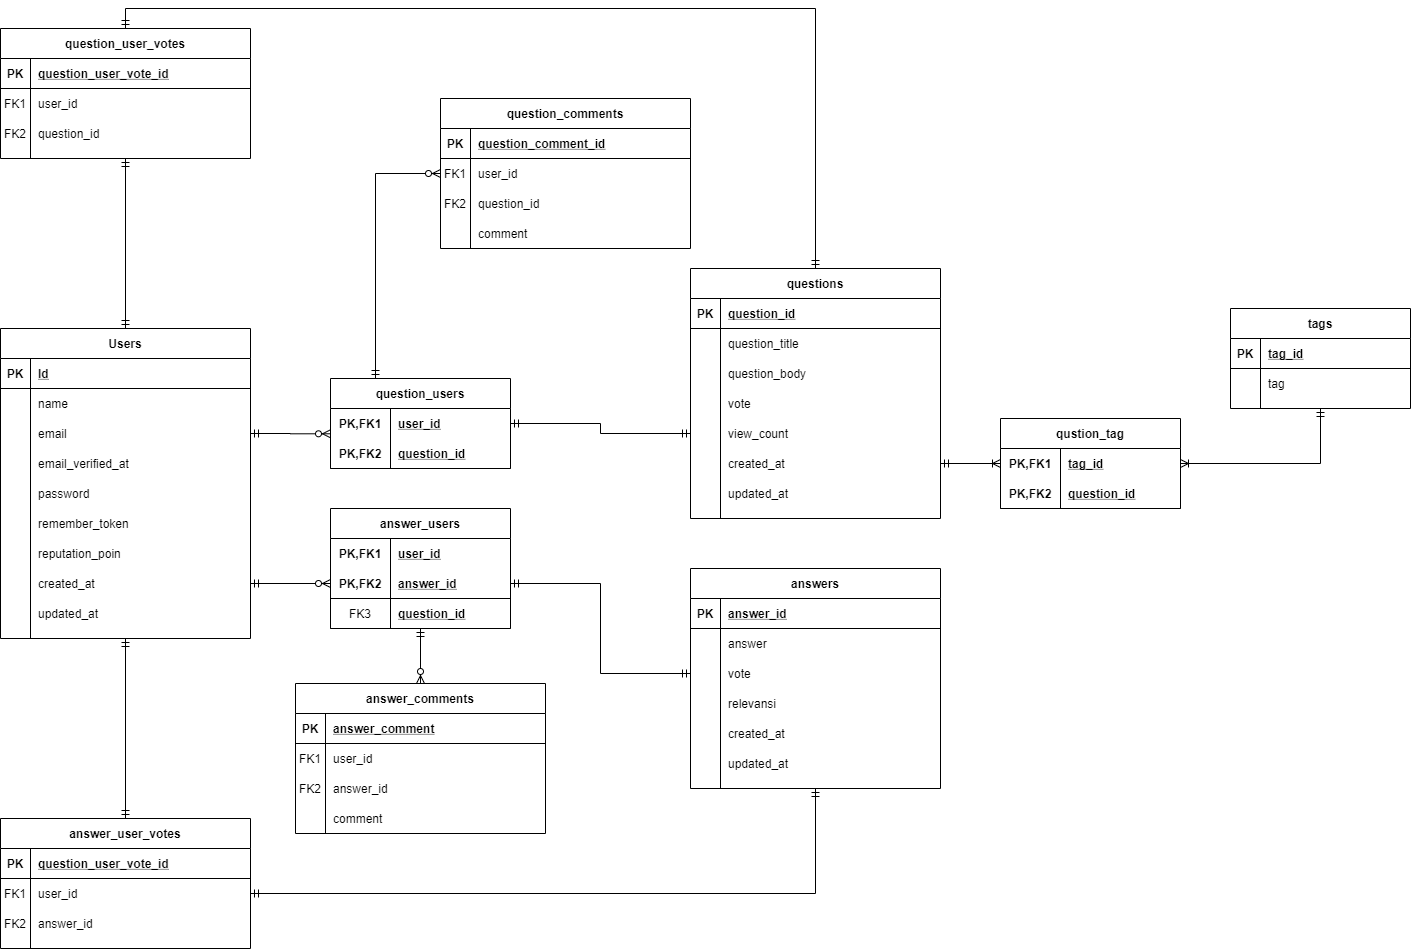 question_user_votes
PK question_user_vote_id
FK1 user_id
FK2 question_id
question_comments
PK question_comment_id
FK1 user_id
FK2 question_id
comment
questions
PK question_id
question_title
question_body
vote
view_count
created_at
updated_at
tags
PK tag_id
tag
Users
PK Id
name
email
email_verified_at
password
remember_token
reputation_poin
created_at
updated_at
question_users
PK,FK1 user_id
PK,FK2 question_id
qustion_tag
PK,FK1 tag_id
PK,FK2 question_id
answer_users
PK,FK1 user_id
PK,FK2 answer_id
FK3 question_id
answers
PK answer_id
answer
vote
relevansi
created_at
updated_at
answer_comments
PK answer_comment
FK1 user_id
FK2 answer_id
comment
answer_user_votes
PK question_user_vote_id
FK1 user_id
FK2 answer_id